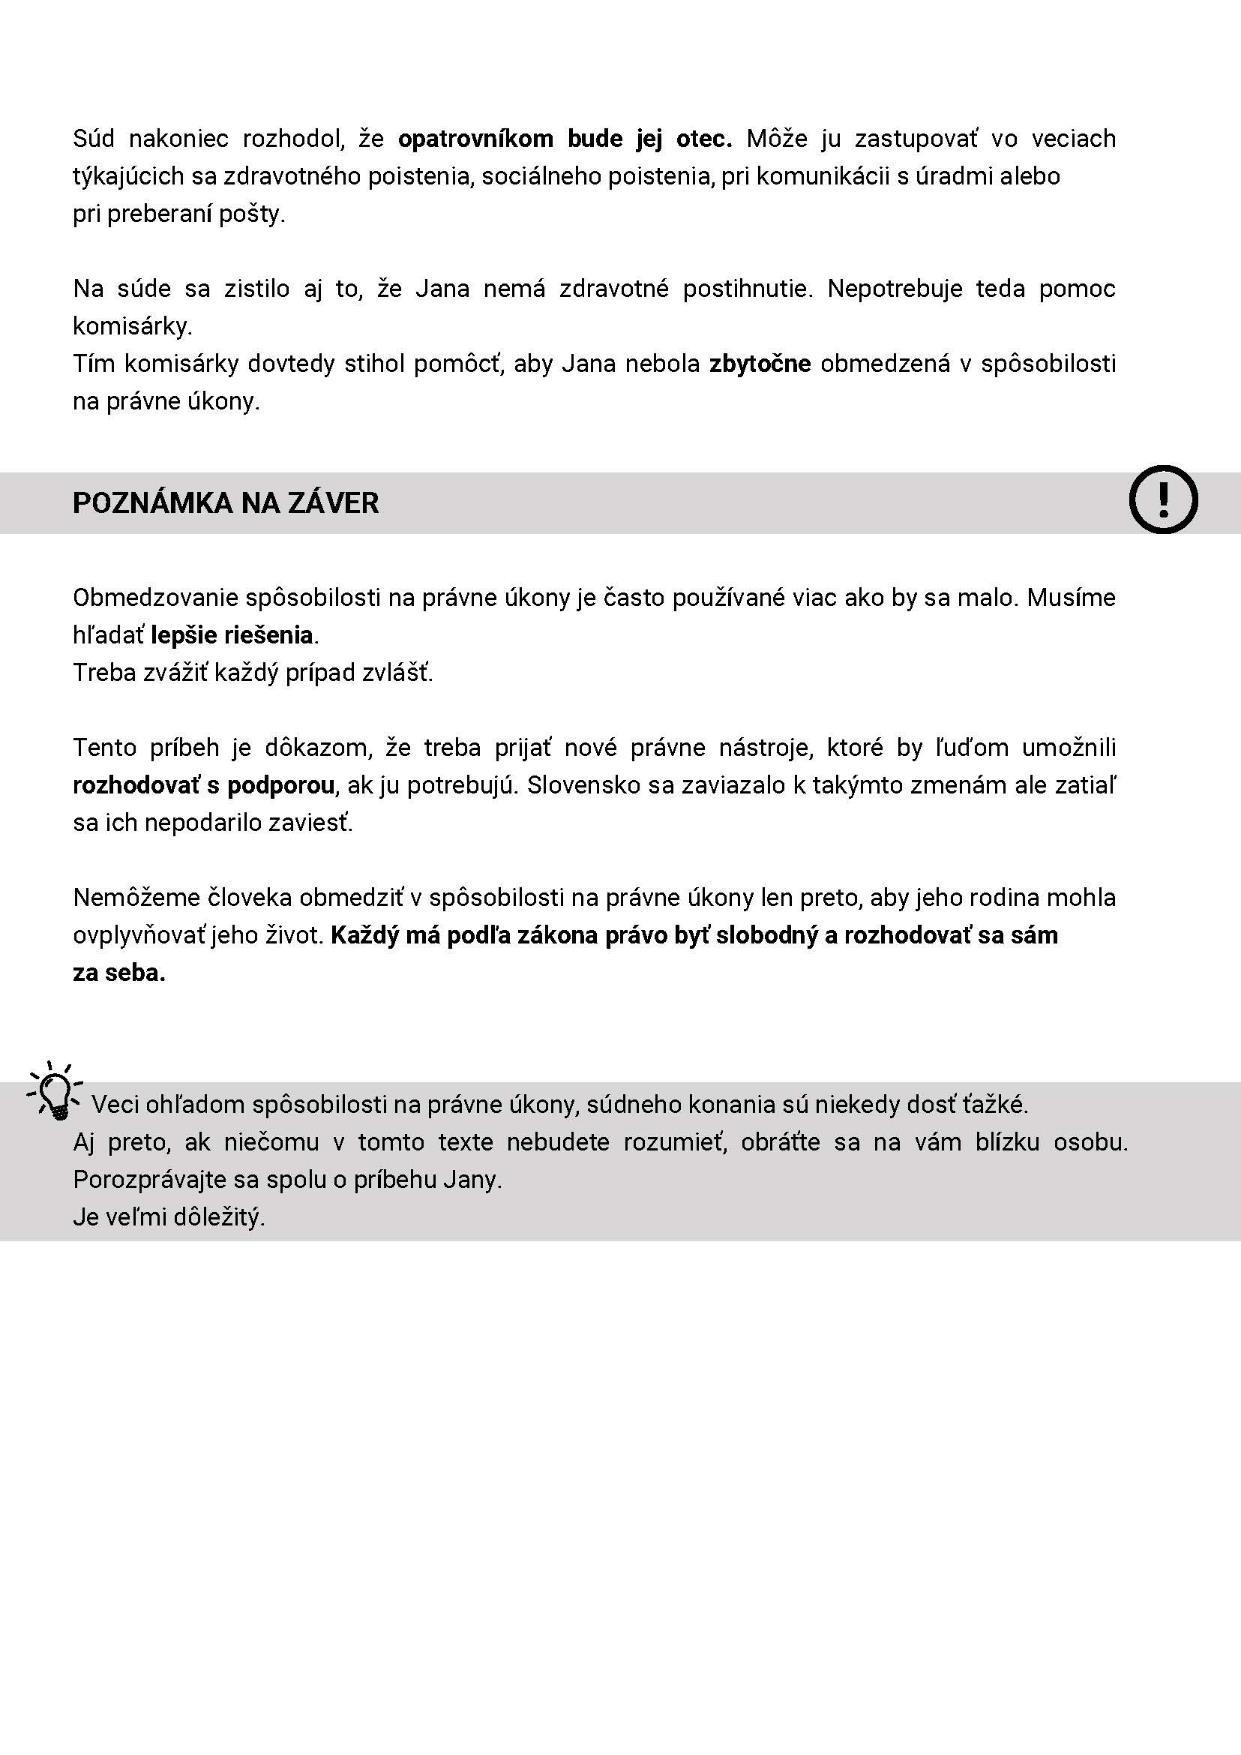 Súd nakoniec rozhodol, že opatrovníkom bude jej otec. Môže ju zastupovať vo veciach
týkajúcich sa zdravotného poistenia, sociálneho poistenia, pri komunikácii s úradmi alebo
pri preberaní pošty.
Na súde sa zistilo aj to, že Jana nemá zdravotné postihnutie. Nepotrebuje teda pomoc
komisárky.
Tím komisárky dovtedy stihol pomôcť, aby Jana nebola zbytočne obmedzená v spôsobilosti
na právne úkony.
POZNÁMKA NA ZÁVER
Obmedzovanie spôsobilosti na právne úkony je často používané viac ako by sa malo. Musíme
hľadať lepšie riešenia.
Treba zvážiť každý prípad zvlášť.
Tento príbeh je dôkazom, že treba prijať nové právne nástroje, ktoré by ľuďom umožnili
rozhodovať s podporou, ak ju potrebujú. Slovensko sa zaviazalo k takýmto zmenám ale zatiaľ
sa ich nepodarilo zaviesť.
Nemôžeme človeka obmedziť v spôsobilosti na právne úkony len preto, aby jeho rodina mohla
ovplyvňovať jeho život. Každý má podľa zákona právo byť slobodný a rozhodovať sa sám
za seba.
Veci ohľadom spôsobilosti na právne úkony, súdneho konania sú niekedy dosť ťažké.
Aj preto, ak niečomu v tomto texte nebudete rozumieť, obráťte sa na vám blízku osobu.
Porozprávajte sa spolu o príbehu Jany.
Je veľmi dôležitý.